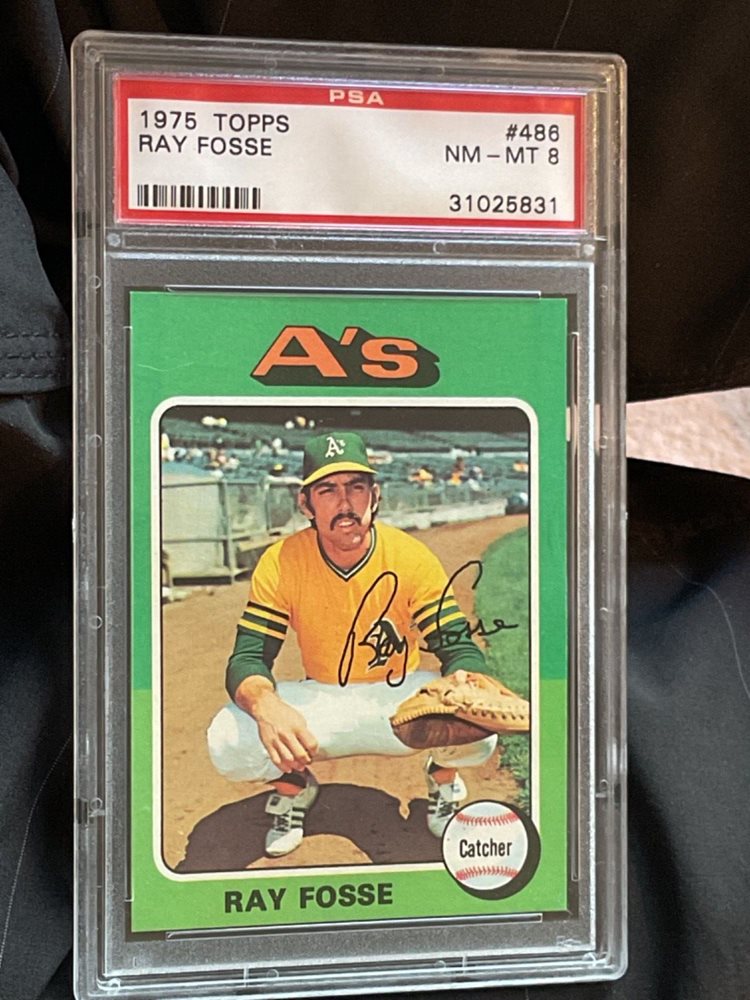 PSA
1975 TOPPS #486
RAY FOSSE NM-MT 8
31025831
A's
A's
Ray Fosse
Catcher
RAY FOSSE